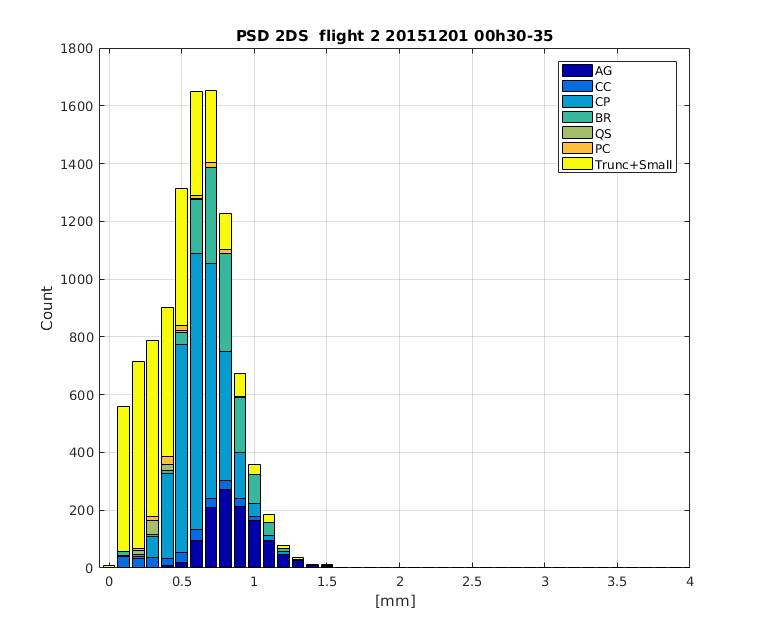 PSD 2DS  flight 2 20151201 00h30-35
1800
1600
1400
1200
1000
800
600
400
200
0
Count
AG
CC
CP
BR
QS
PC
Trunc+Small
0 0.5 1 1.5 2 2.5 3 3.5 4
[mm]